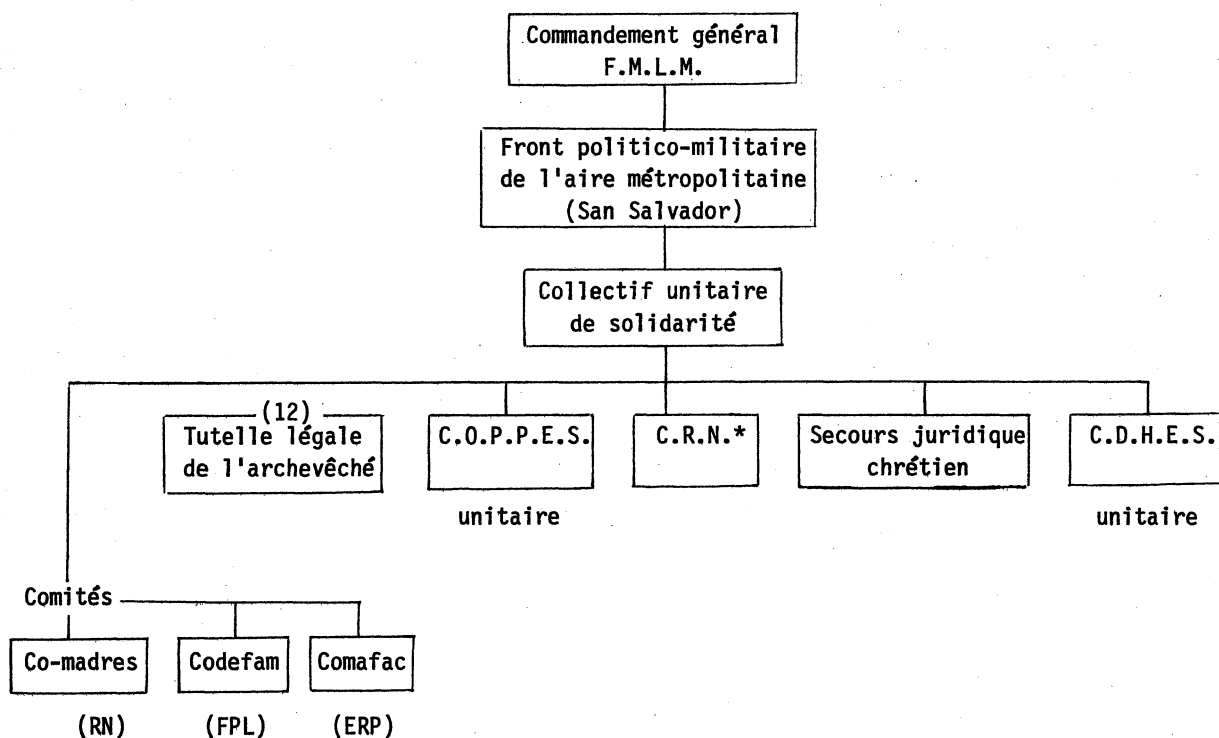 Commandement général
F.M.L.M.
Front politico-militaire
de l'aire métropolitaine
(San Salvador)
Collectif unitaire
de solidarité
(12)
Tutelle légale
de l'archevêché
C.O.P.P.E.S.
unitaire
C.R.N.*
Secours juridique
chrétien
C.D.H.E.S.
unitaire
Comités
Co-madres
(RN)
Codefam
(FPL)
Comafac
(ERP)